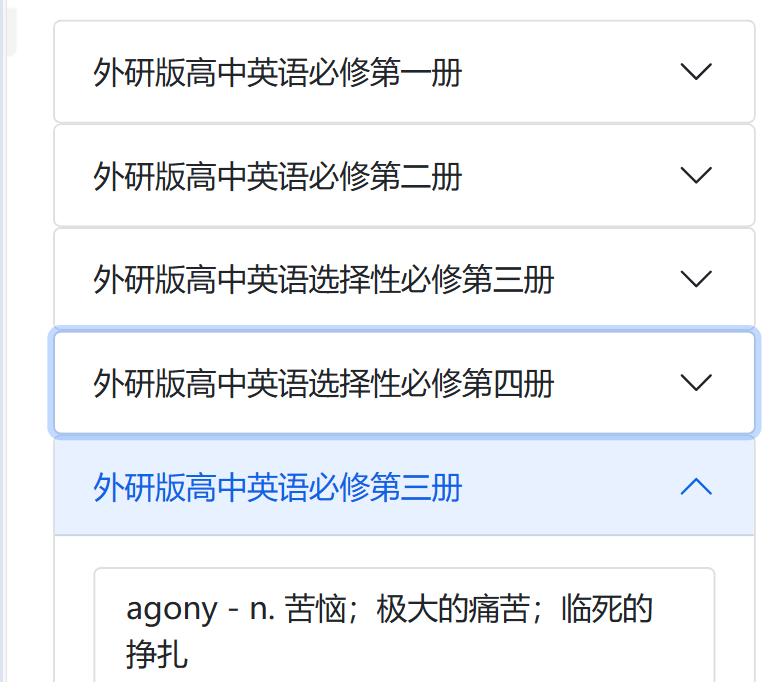 外研版高中英语必修第一册
外研版高中英语必修第二册
外研版高中英语选择性必修第三册
外研版高中英语选择性必修第四册
外研版高中英语必修第三册
agony - n. 苦恼；极大的痛苦；临死的
挣扎